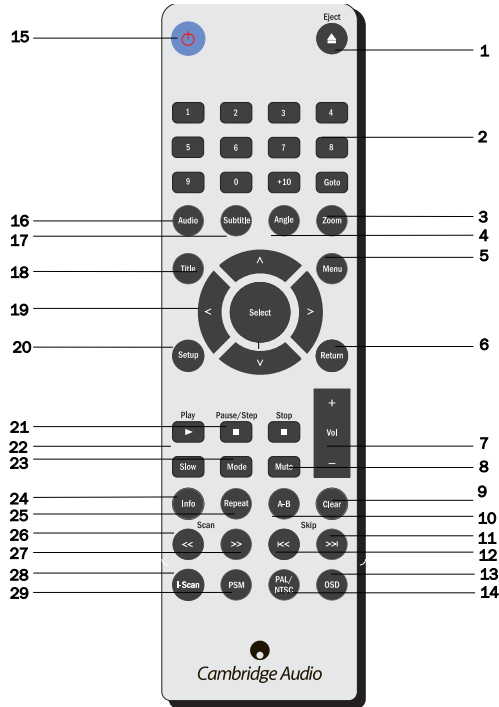 Eject
15
1
1 2 3 4
2
5 6 7 8
9 0 +10 Goto
16 Audio Subtitle Angle Zoom 3
17
4
18 Title Menu 5
19 < ^ Select > v
20 Setup Return 6
Play Pause/Step Stop +
21
22
Vol 7
23 Slow Mode Mute – 8
24 Info Repeat A-B Clear 9
25
10
26 Scan Skip 11
<< >> I<< >>I
27
12
28 I-Scan PSM PAL/
NTSC OSD 13
29
14
Cambridge Audio